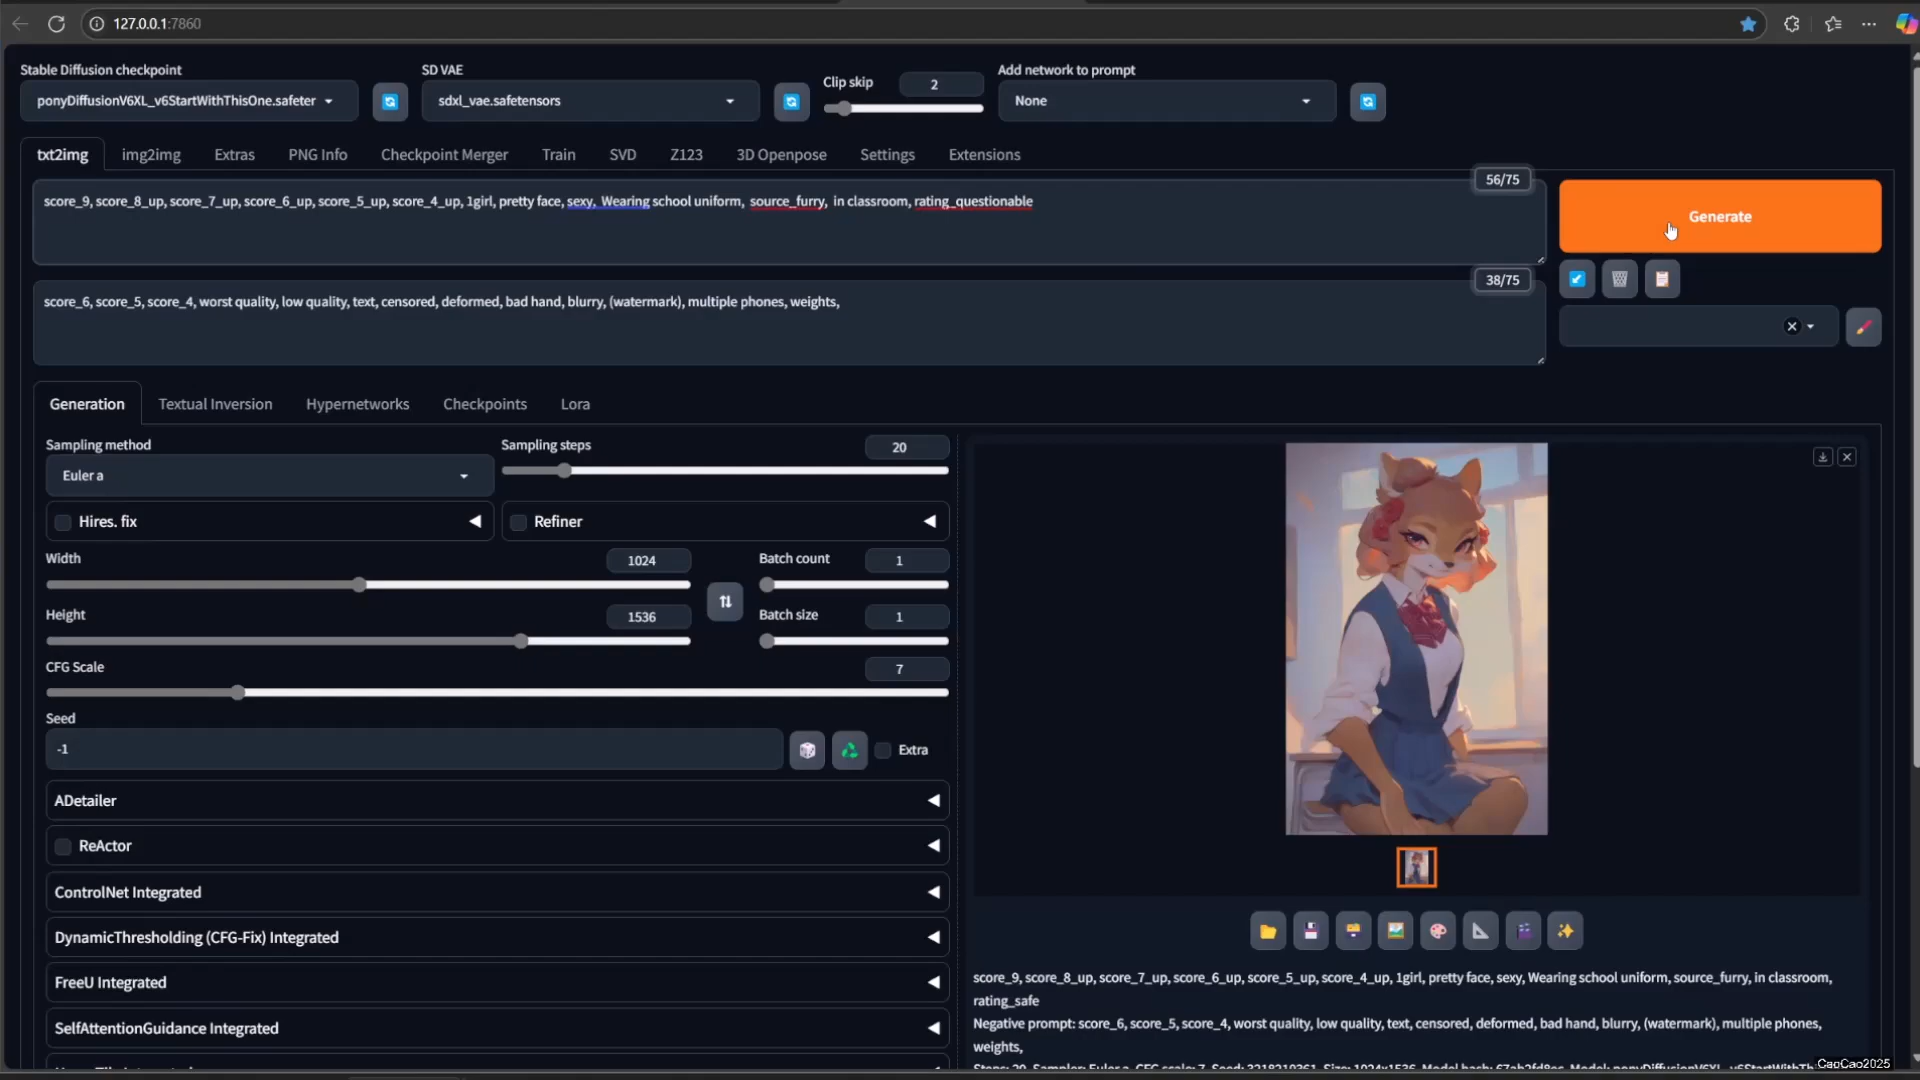 127.0.0.1:7860
Stable Diffusion checkpoint
SD VAE
Clip skip
2
Add network to prompt
ponyDiffusionV6XL_v6StartWithThisOne.safeter
sdxl_vae.safetensors
None
txt2img
img2img
Extras
PNG Info
Checkpoint Merger
Train
SVD
Z123
3D Openpose
Settings
Extensions
56/75
score_9, score_8_up, score_7_up, score_6_up, score_5_up, score_4_up, 1girl, pretty face, sexy, Wearing school uniform, source_furry, in classroom, rating_questionable
Generate
38/75
score_6, score_5, score_4, worst quality, low quality, text, censored, deformed, bad hand, blurry, (watermark), multiple phones, weights,
Generation
Textual Inversion
Hypernetworks
Checkpoints
Lora
Sampling method
Sampling steps
20
Euler a
Hires. fix
Refiner
Width
1024
Batch count
1
Height
1536
Batch size
1
CFG Scale
7
Seed
-1
Extra
ADetailer
ReActor
ControlNet Integrated
DynamicThresholding (CFG-Fix) Integrated
FreeU Integrated
SelfAttentionGuidance Integrated
score_9, score_8_up, score_7_up, score_6_up, score_5_up, score_4_up, 1girl, pretty face, sexy, Wearing school uniform, source_furry, in classroom,
rating_safe
Negative prompt: score_6, score_5, score_4, worst quality, low quality, text, censored, deformed, bad hand, blurry, (watermark), multiple phones,
weights,
CapCao2025